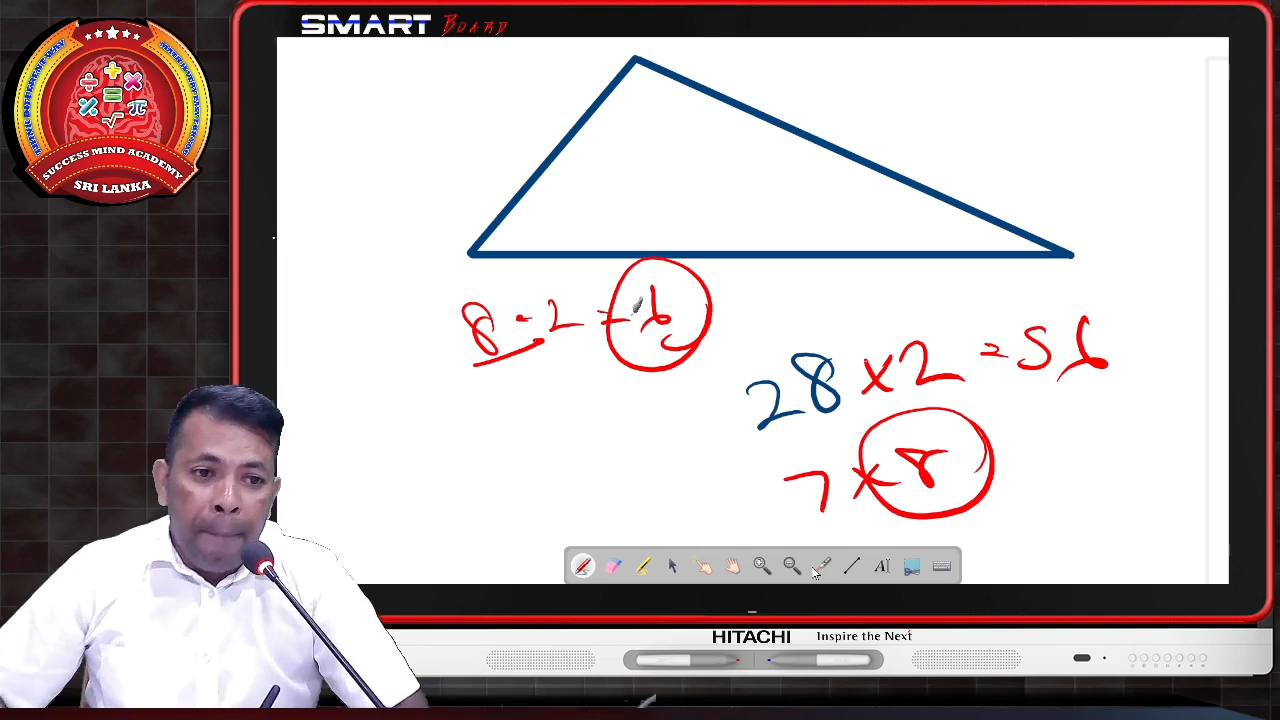 SMART Board
SUCCESS MIND ACADEMY
SRI LANKA
8 - 2 = 6
28 × 2 = 56
7 × 8
HITACHI Inspire the Next